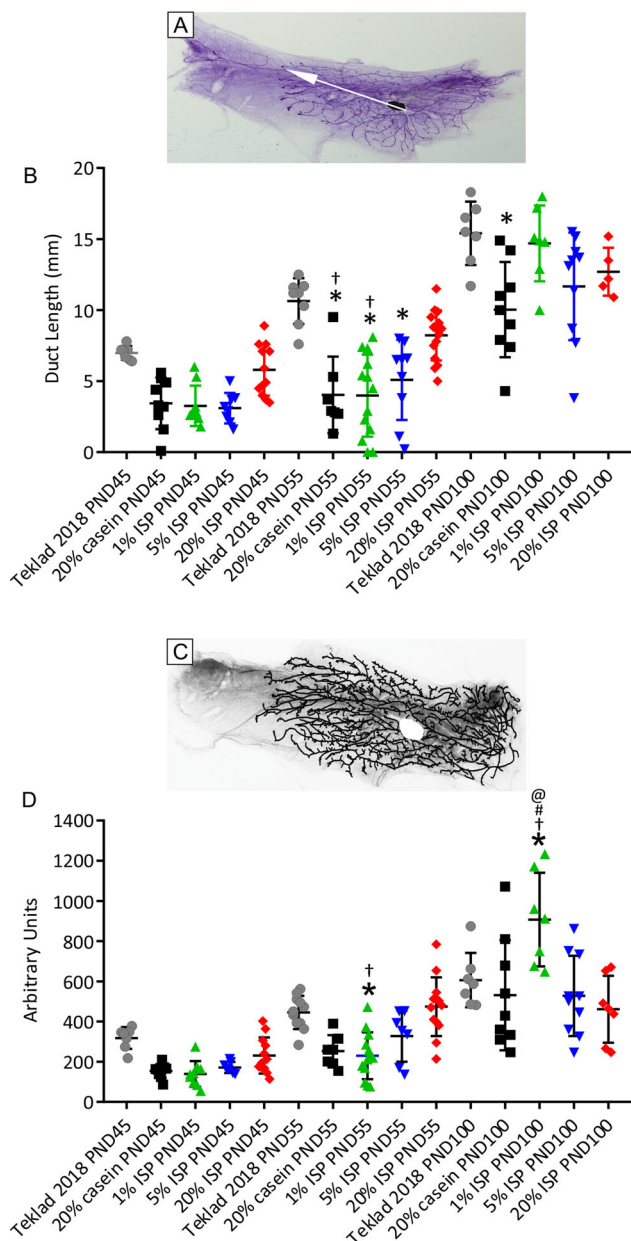 A
B
Duct Length (mm)
20
15
10
5
0
†
*
†
*
*
*
Teklad 2018 PND45
20% casein PND45
1% ISP PND45
5% ISP PND45
20% ISP PND45
Teklad 2018 PND55
20% casein PND55
1% ISP PND55
5% ISP PND55
20% ISP PND55
Teklad 2018 PND100
20% casein PND100
1% ISP PND100
5% ISP PND100
20% ISP PND100
C
D
Arbitrary Units
1400
1200
1000
800
600
400
200
0
†
*
@
#
†
*
Teklad 2018 PND45
20% casein PND45
1% ISP PND45
5% ISP PND45
20% ISP PND45
Teklad 2018 PND55
20% casein PND55
1% ISP PND55
5% ISP PND55
20% ISP PND55
Teklad 2018 PND100
20% casein PND100
1% ISP PND100
5% ISP PND100
20% ISP PND100